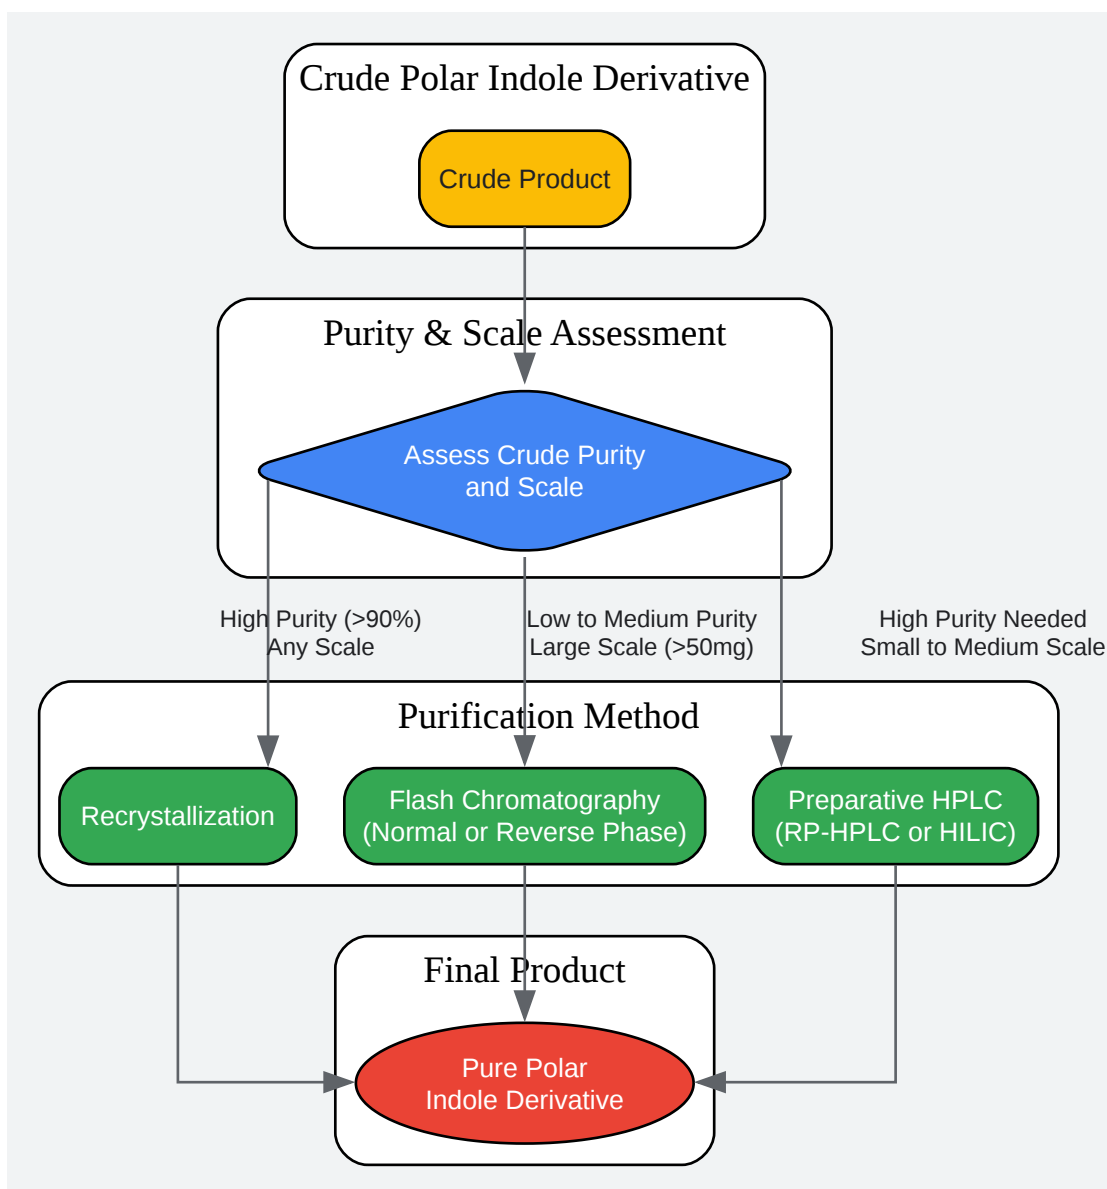 Crude Polar Indole Derivative
Crude Product
Purity & Scale Assessment
Assess Crude Purity
and Scale
High Purity (>90%)
Any Scale
Low to Medium Purity
Large Scale (>50mg)
High Purity Needed
Small to Medium Scale
Purification Method
Recrystallization
Flash Chromatography
(Normal or Reverse Phase)
Preparative HPLC
(RP-HPLC or HILIC)
Final Product
Pure Polar
Indole Derivative